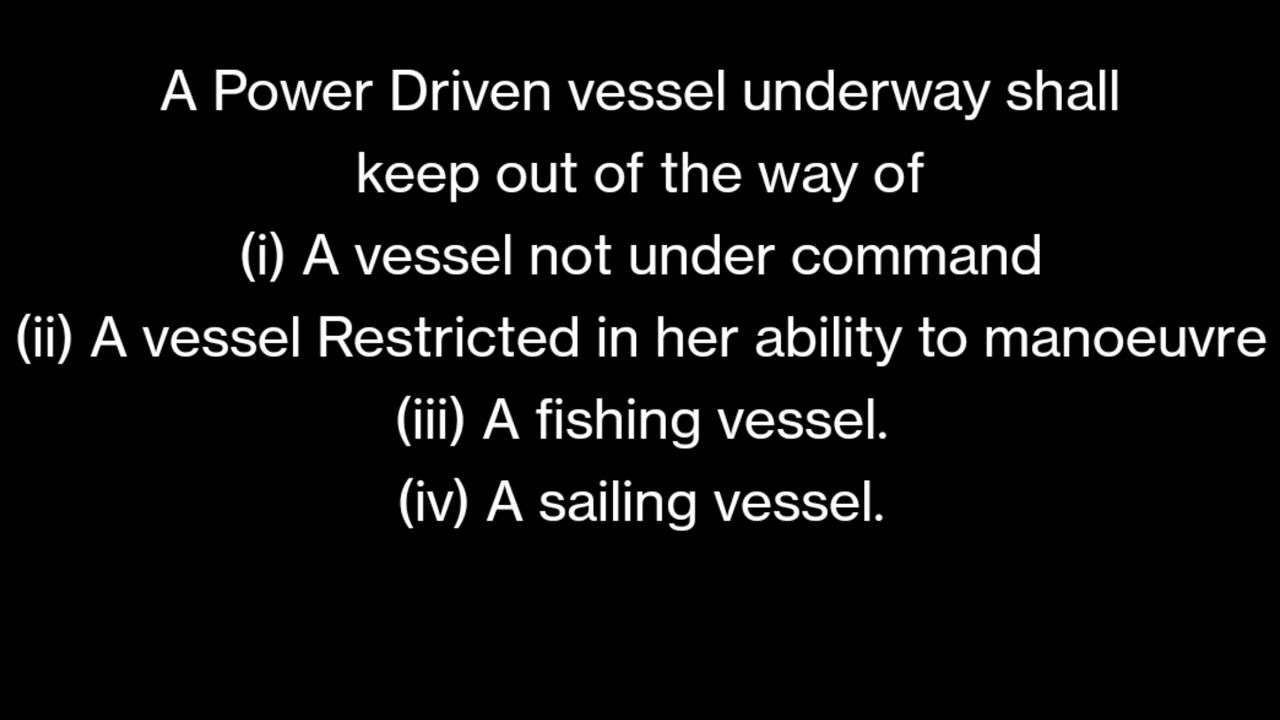 A Power Driven vessel underway shall
keep out of the way of
(i) A vessel not under command
(ii) A vessel Restricted in her ability to manoeuvre
(iii) A fishing vessel.
(iv) A sailing vessel.